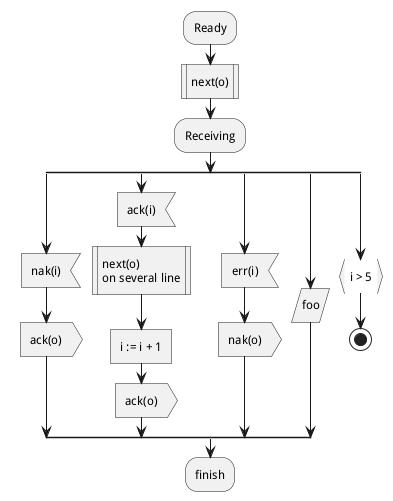 Ready
next(o)
Receiving
nak(i)
ack(o)
ack(i)
next(o)
on several line
i := i + 1
ack(o)
err(i)
nak(o)
foo
i > 5
finish